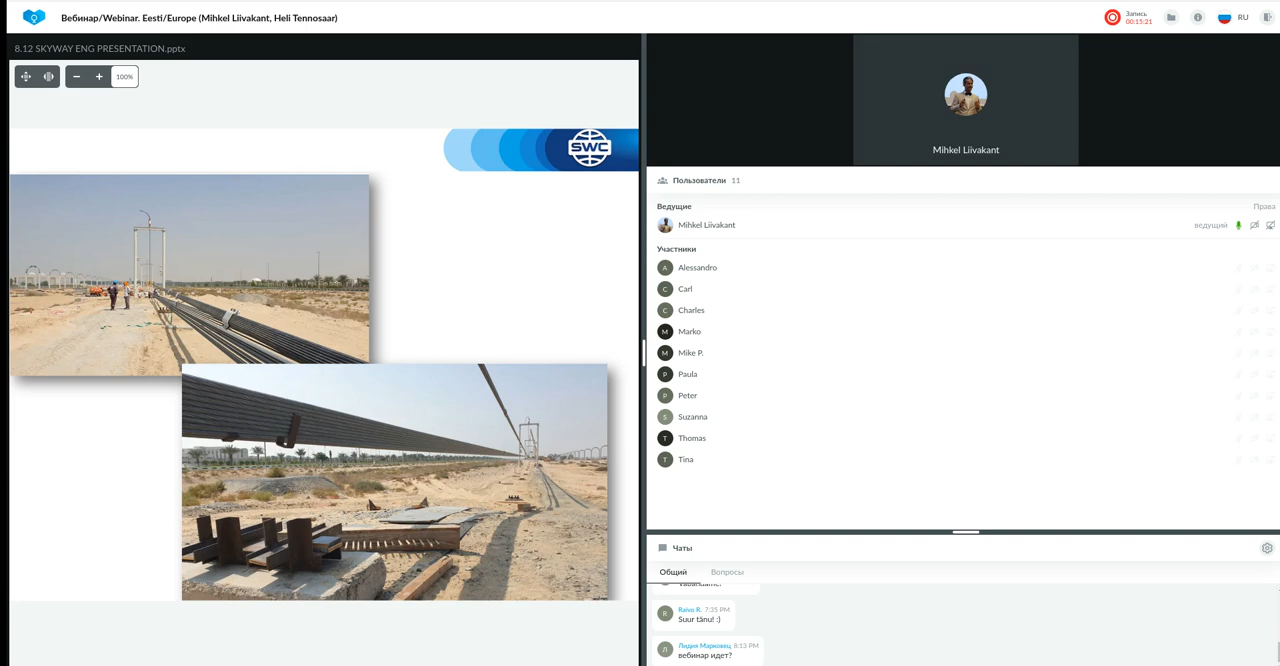 Вебинар/Webinar. Eesti/Europe (Mihkel Liivakant, Heli Tennosaar)
Запись
00:15:21
RU
8.12 SKYWAY ENG PRESENTATION.pptx
100%
SWC
Mihkel Liivakant
Пользователи 11
Ведущие Права
Mihkel Liivakant ведущий
Участники
A Alessandro
C Carl
C Charles
M Marko
M Mike P.
P Paula
P Peter
S Suzanna
T Thomas
T Tina
Чаты
Общий Вопросы
R Raivo R. 7:35 PM
Suur tänu! :)
Л Лидия Марковец 8:13 PM
вебинар идет?